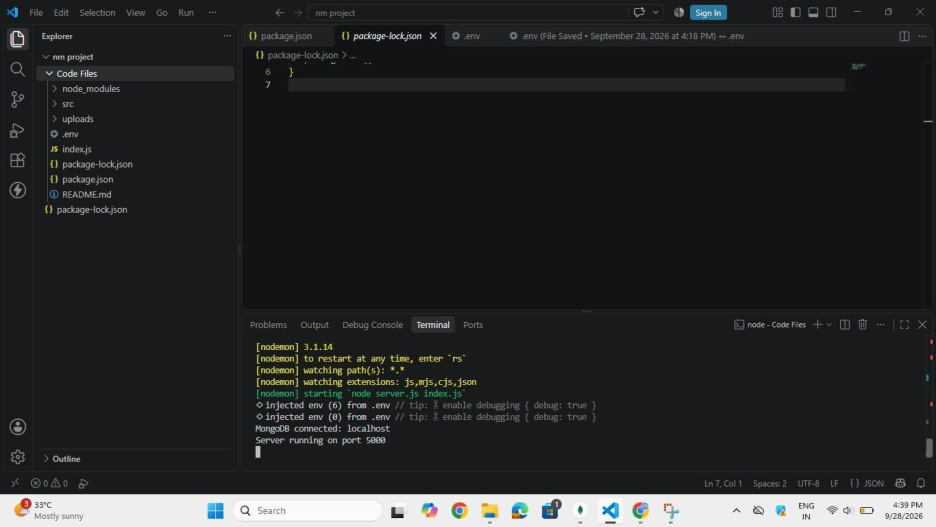 File Edit Selection View Go Run ···
nm project
Sign In
Explorer
nm project
Code Files
node_modules
src
uploads
.env
JS index.js
{} package-lock.json
{} package.json
README.md
{} package-lock.json
Outline
{} package.json
{} package-lock.json
.env
.env (File Saved • September 28, 2026 at 4:18 PM) ↔ .env
{} package-lock.json > ...
6 }
7
Problems Output Debug Console Terminal Ports
node - Code Files
[nodemon] 3.1.14
[nodemon] to restart at any time, enter `rs`
[nodemon] watching path(s): *.*
[nodemon] watching extensions: js,mjs,cjs,json
[nodemon] starting `node server.js index.js`
◇ injected env (6) from .env // tip: enable debugging { debug: true }
◇ injected env (0) from .env // tip: enable debugging { debug: true }
MongoDB connected: localhost
Server running on port 5000
0 0 0
Ln 7, Col 1 Spaces: 2 UTF-8 LF {} JSON
3
33°C
Mostly sunny
Search
1
ENG
IN
4:39 PM
9/28/2026